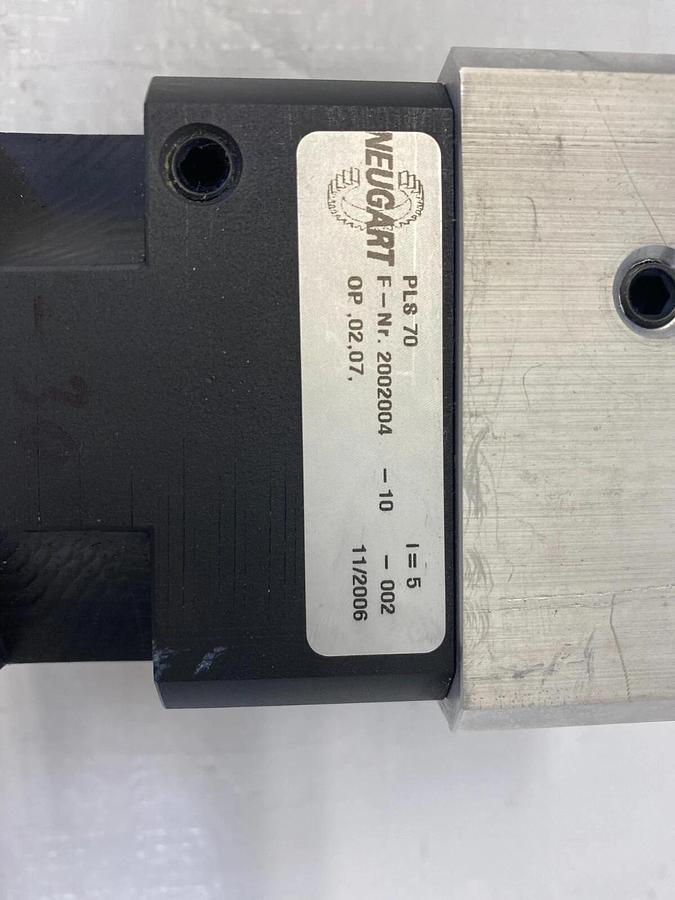 NEUGART
PLS 70 I = 5
F-Nr. 2002004 -10 - 002
OP ,02,07, 11/2006